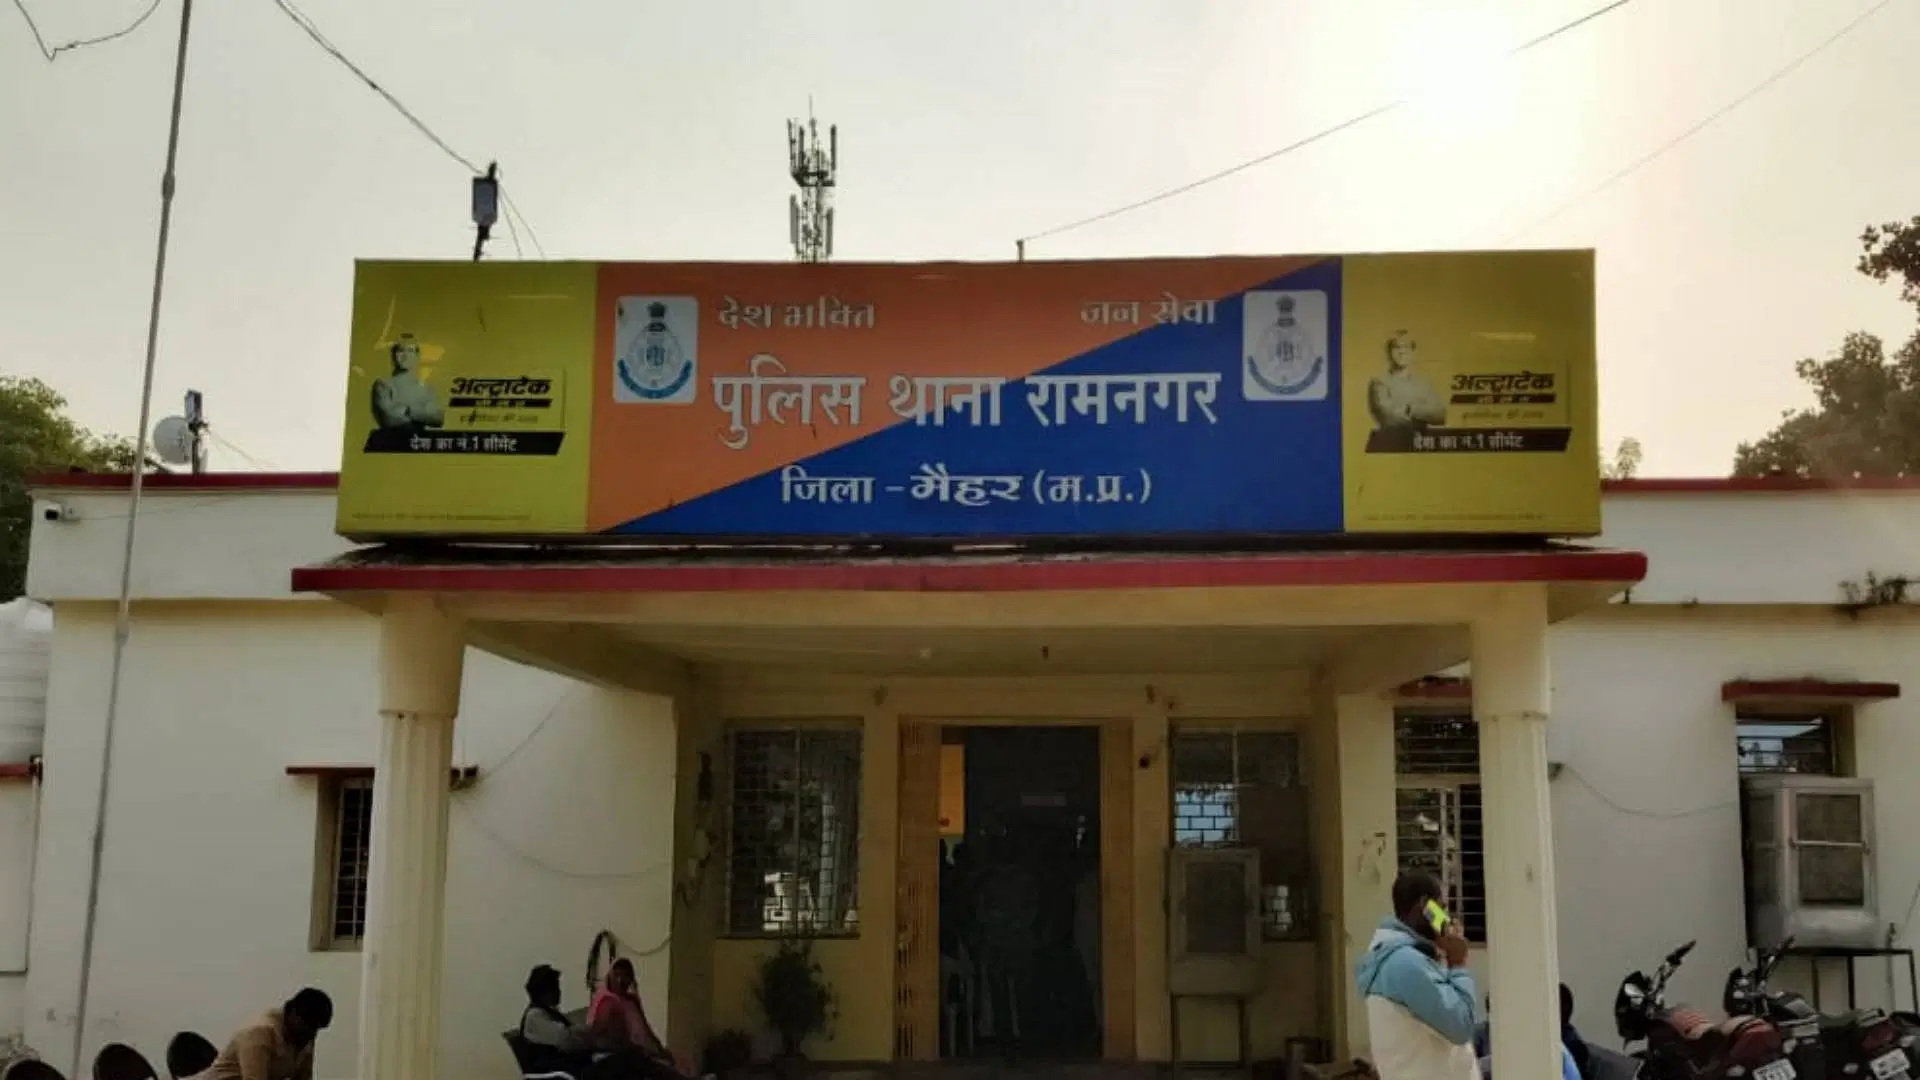 देश भक्ति जन सेवा
पुलिस थाना रामनगर
जिला - मैहर (म.प्र.)
अल्ट्राटेक
देश का नं.1 सीमेंट
अल्ट्राटेक
देश का नं.1 सीमेंट